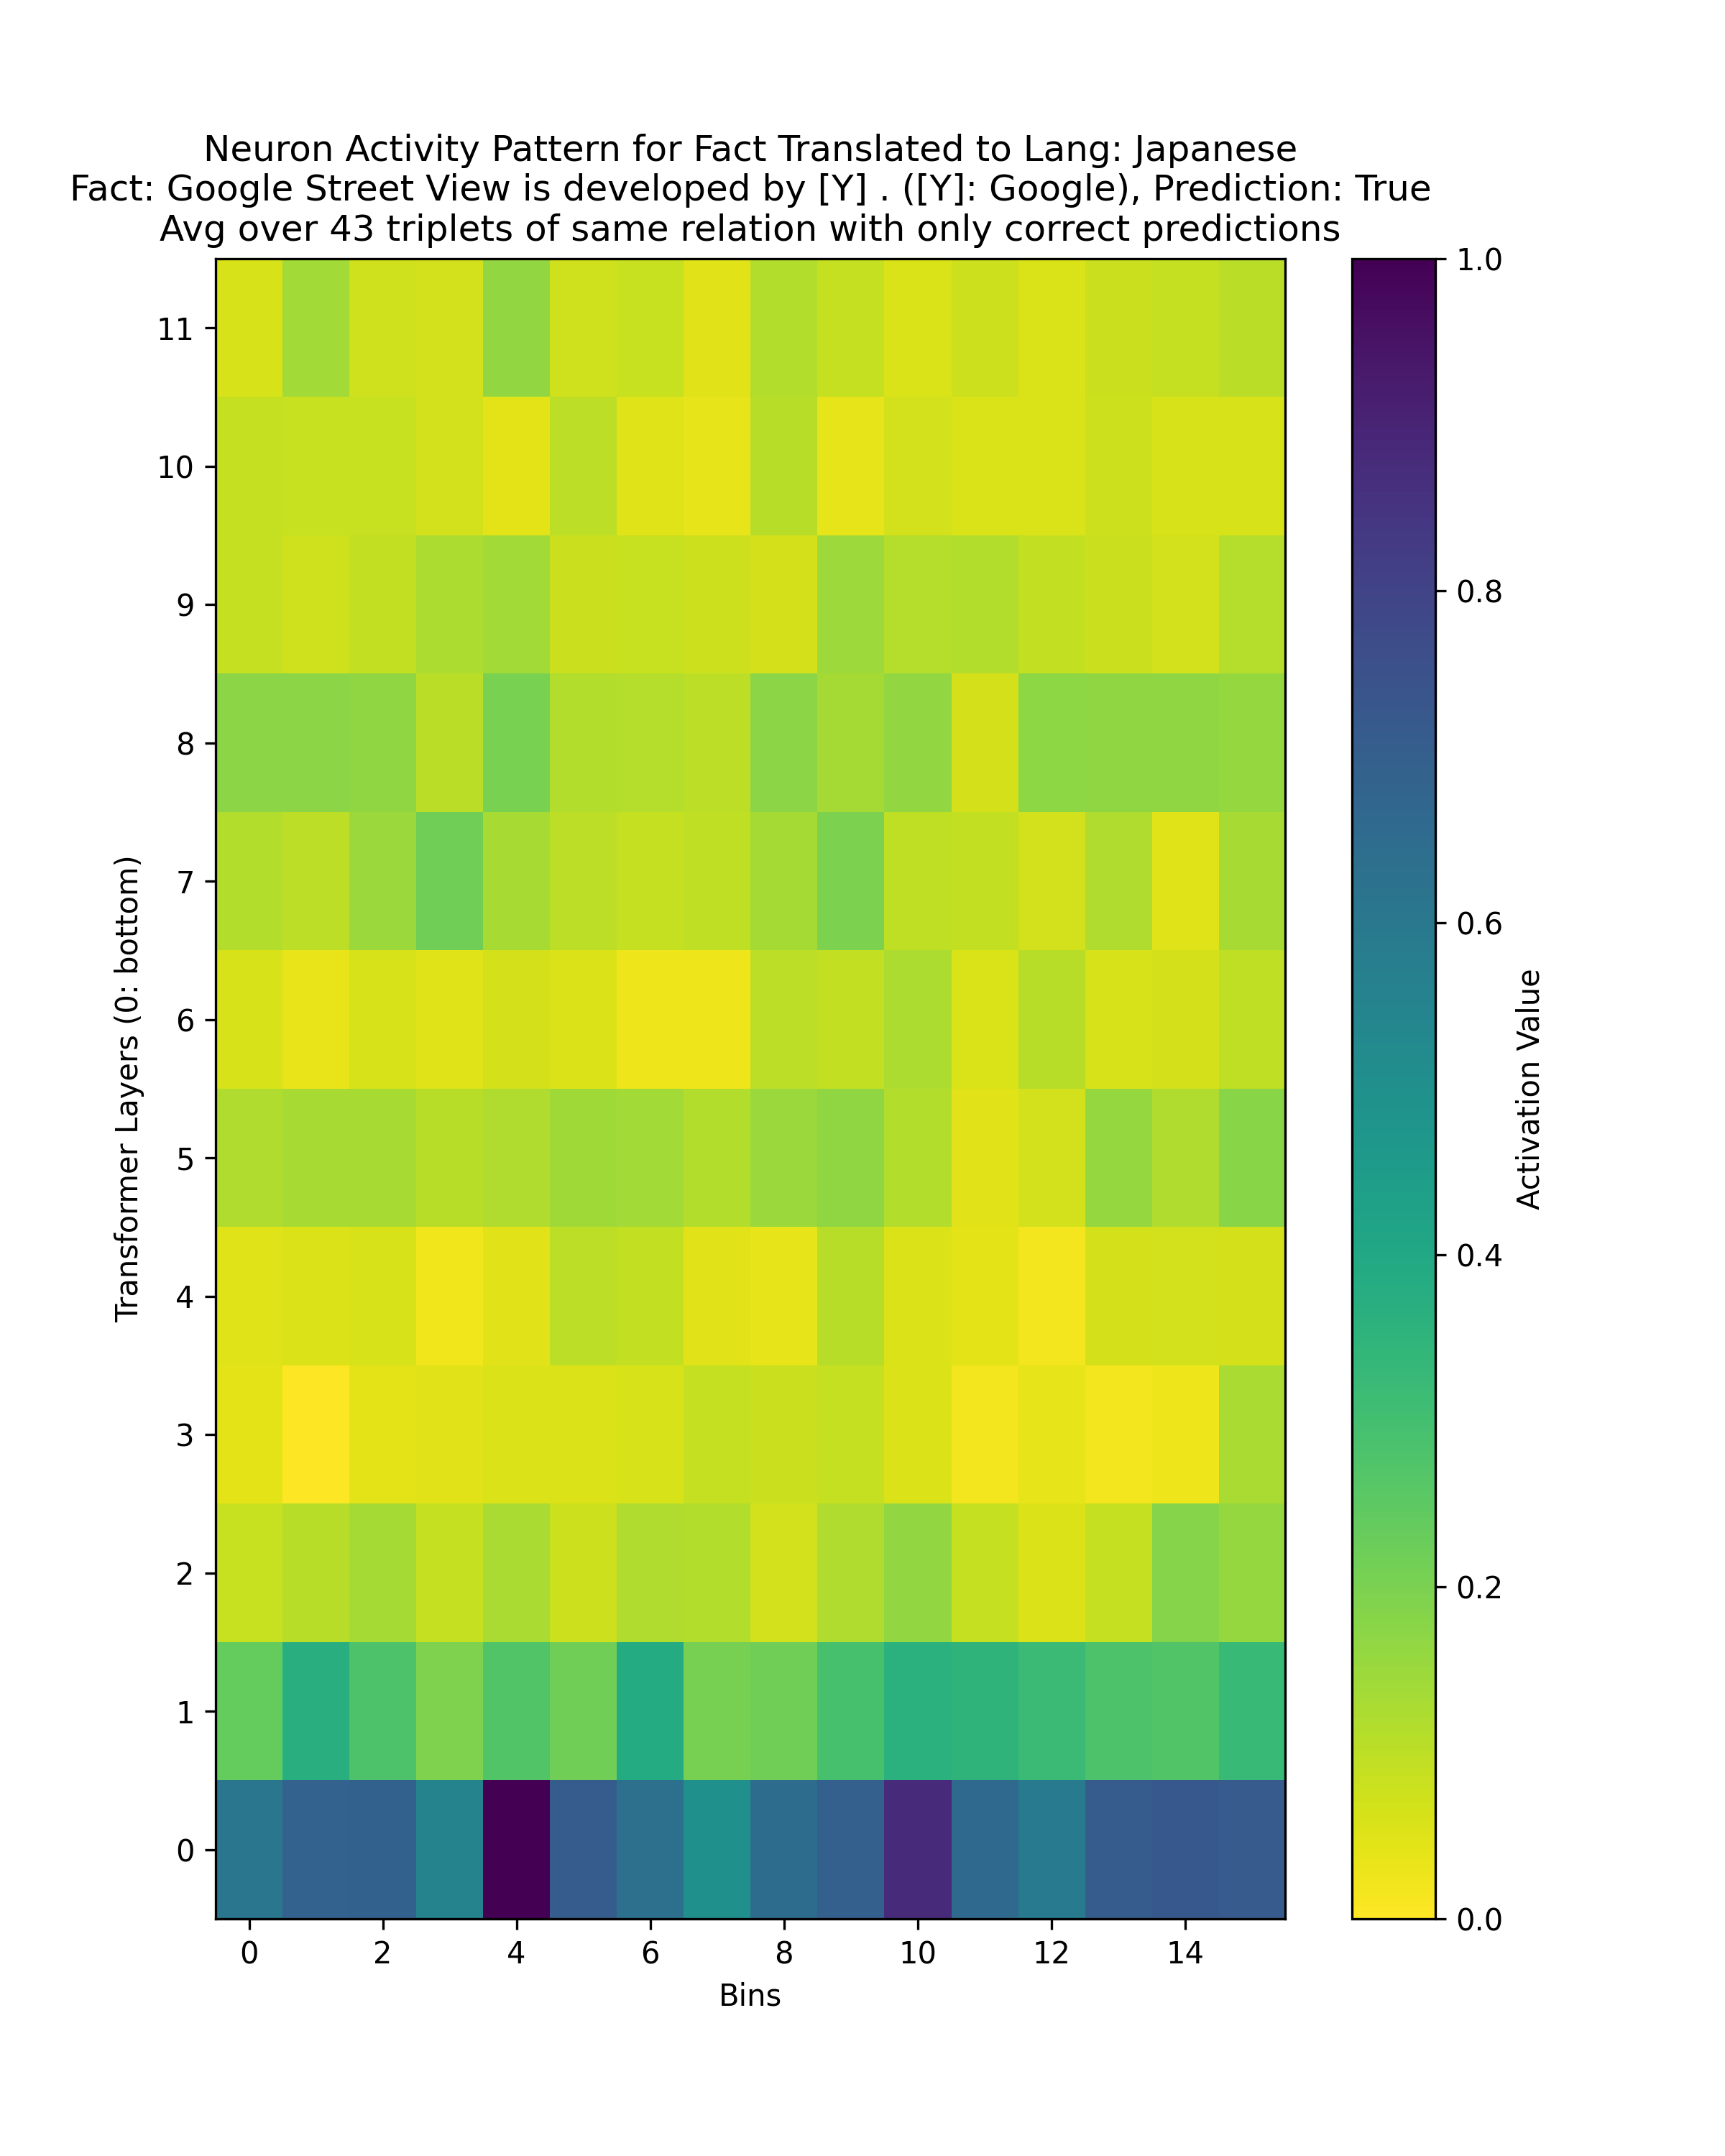 Neuron Activity Pattern for Fact Translated to Lang: Japanese
Fact: Google Street View is developed by [Y] . ([Y]: Google), Prediction: True
Avg over 43 triplets of same relation with only correct predictions
Transformer Layers (0: bottom)
11
10
9
8
7
6
5
4
3
2
1
0
0 2 4 6 8 10 12 14
Bins
1.0
0.8
0.6
0.4
0.2
0.0
Activation Value